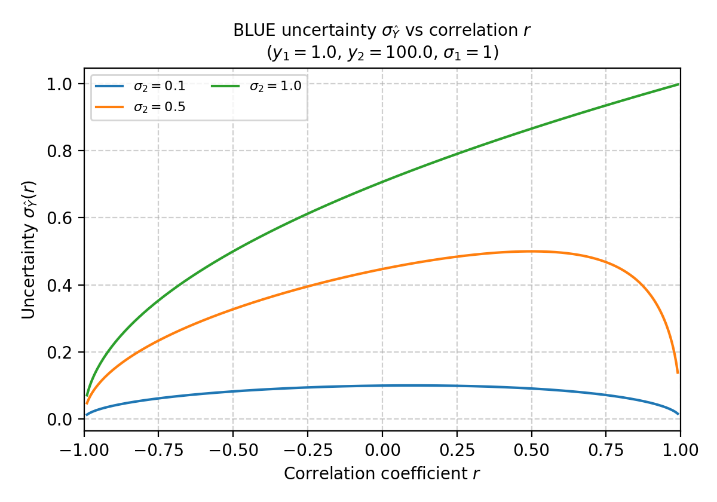 BLUE uncertainty σ_Ŷ vs correlation r
(y₁ = 1.0, y₂ = 100.0, σ₁ = 1)
σ₂ = 0.1
σ₂ = 0.5
σ₂ = 1.0
Uncertainty σ_Ŷ(r)
1.0
0.8
0.6
0.4
0.2
0.0
−1.00 −0.75 −0.50 −0.25 0.00 0.25 0.50 0.75 1.00
Correlation coefficient r